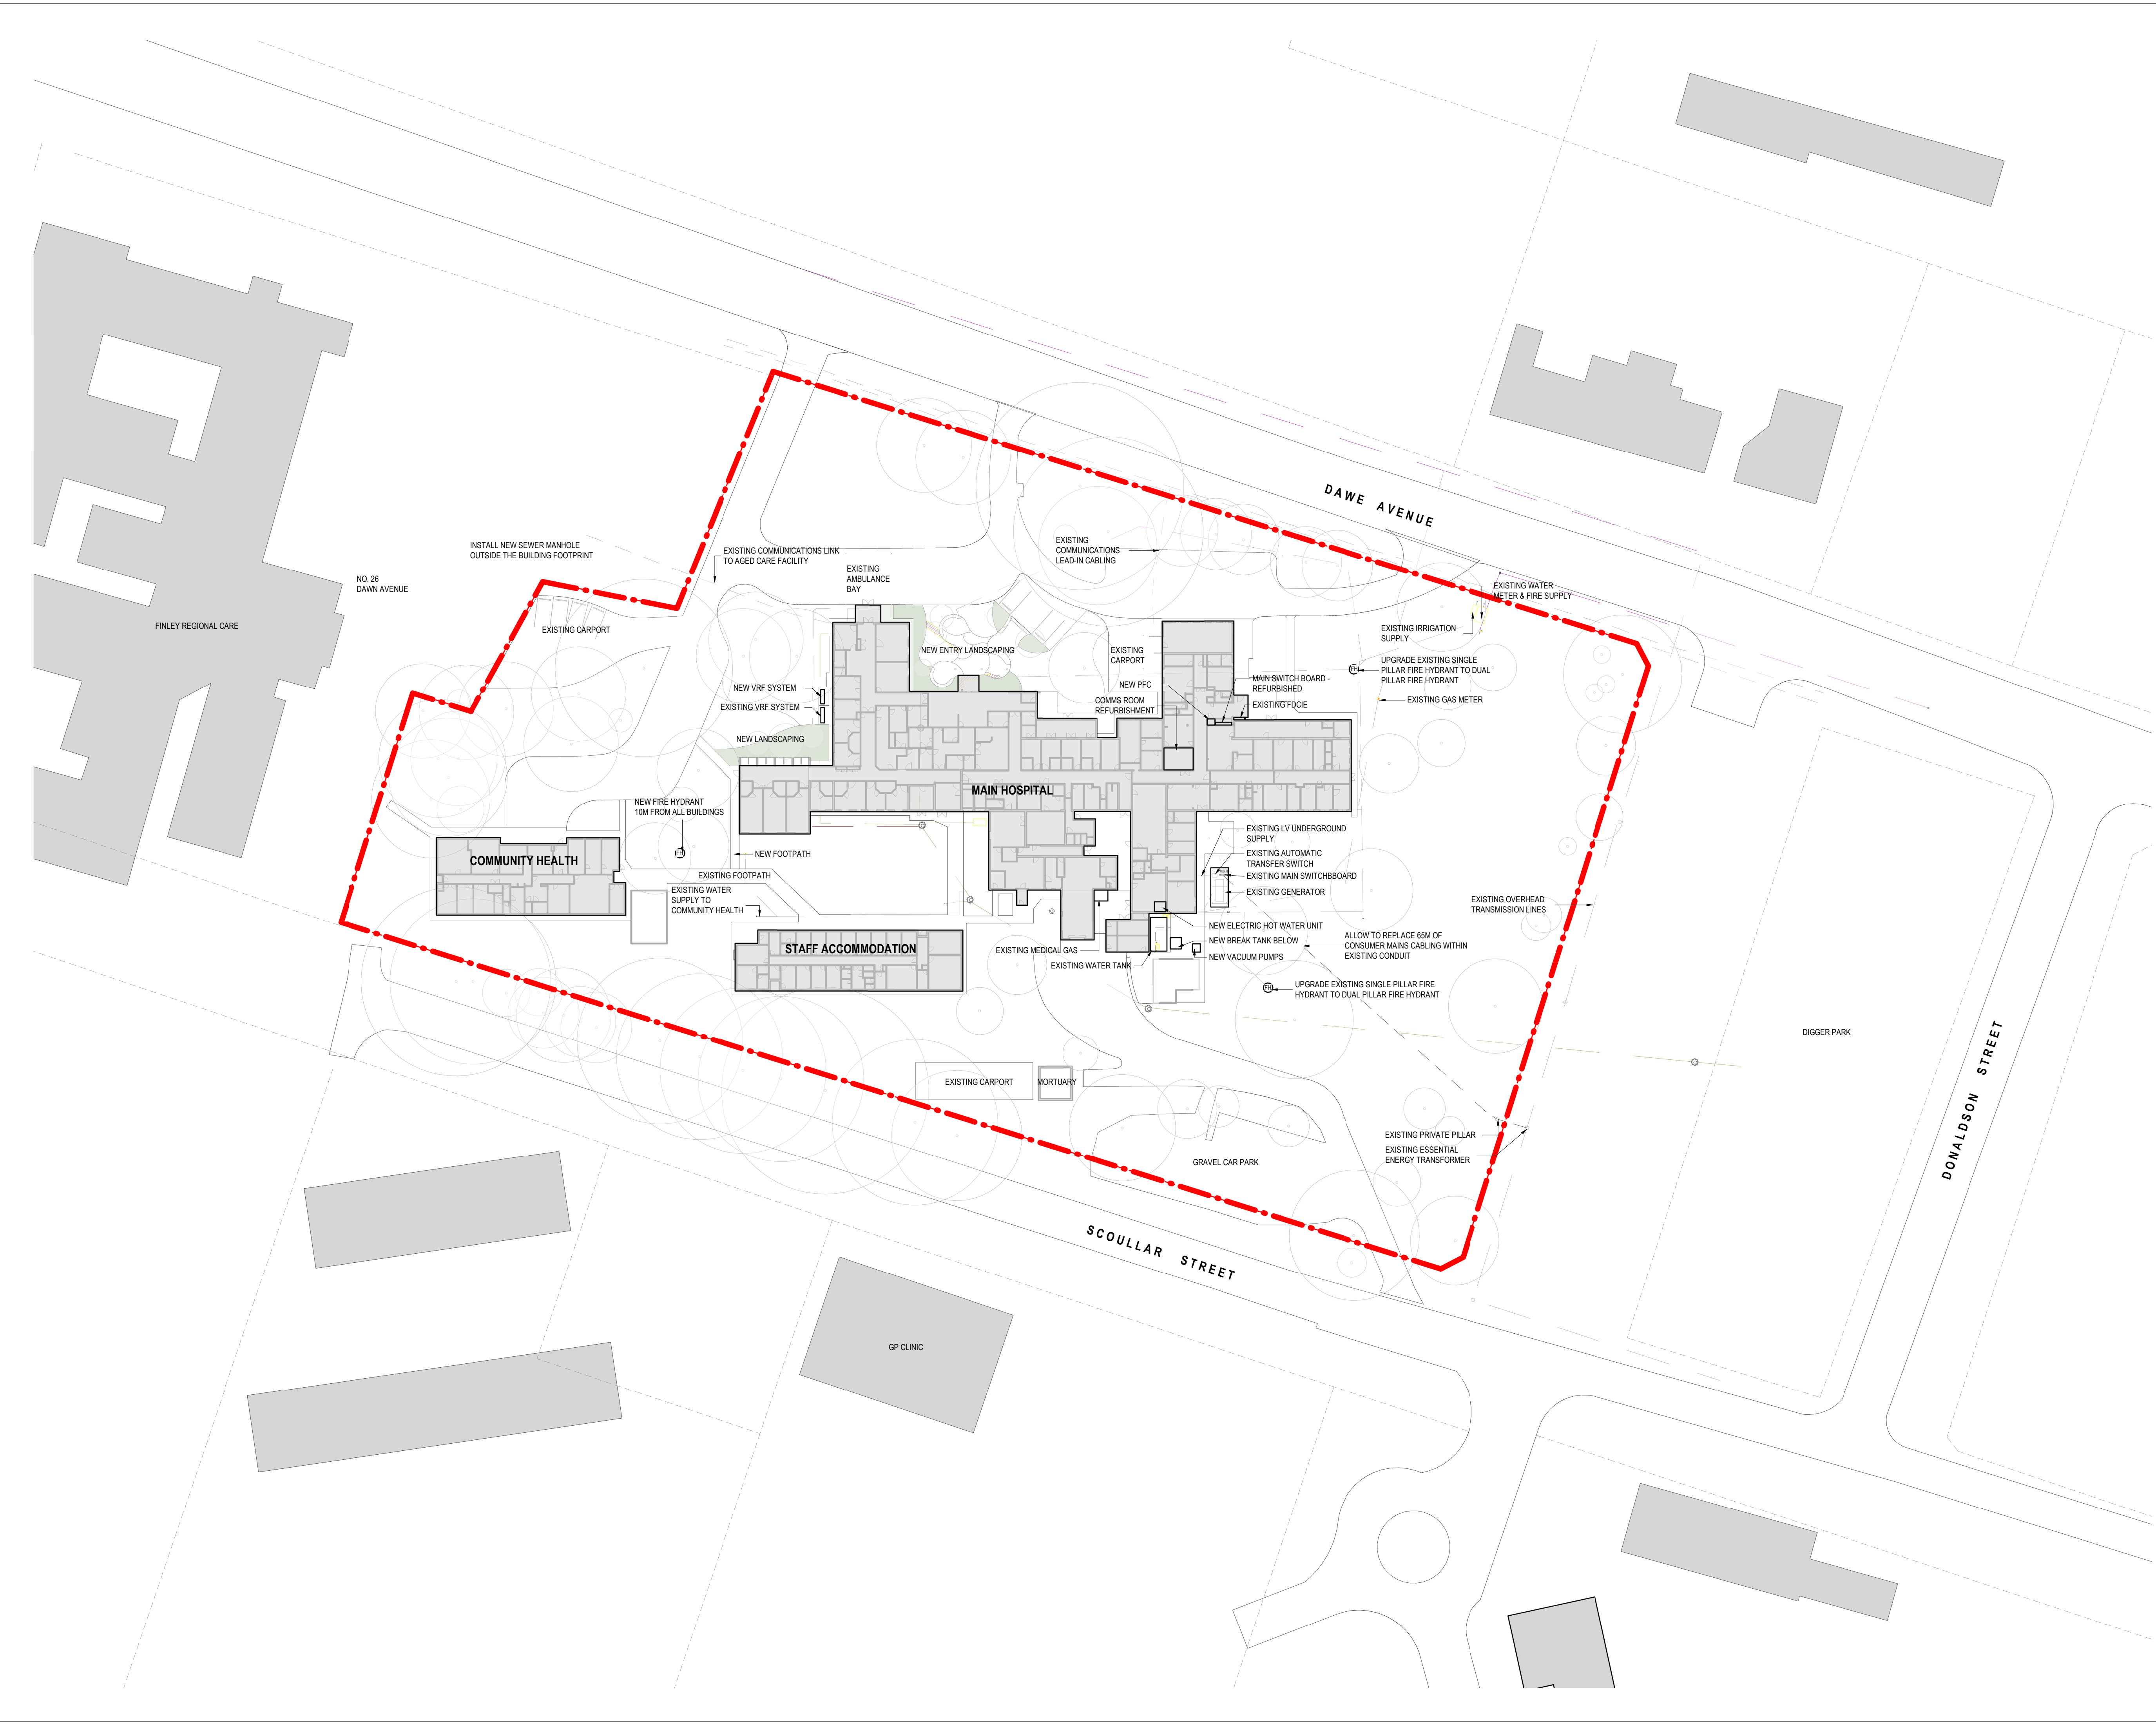 DAWE AVENUE
INSTALL NEW SEWER MANHOLE
OUTSIDE THE BUILDING FOOTPRINT
EXISTING COMMUNICATIONS LINK
TO AGED CARE FACILITY
EXISTING
AMBULANCE
BAY
EXISTING
COMMUNICATIONS
LEAD-IN CABLING
NO. 26
DAWN AVENUE
EXISTING WATER
METER & FIRE SUPPLY
FINLEY REGIONAL CARE
EXISTING CARPORT
EXISTING IRRIGATION
SUPPLY
NEW ENTRY LANDSCAPING
EXISTING
CARPORT
UPGRADE EXISTING SINGLE
PILLAR FIRE HYDRANT TO DUAL
PILLAR FIRE HYDRANT
FH
NEW VRF SYSTEM
NEW PFC
MAIN SWITCH BOARD -
REFURBISHED
EXISTING VRF SYSTEM
COMMS ROOM
REFURBISHMENT
EXISTING FDCIE
EXISTING GAS METER
NEW LANDSCAPING
MAIN HOSPITAL
NEW FIRE HYDRANT
10M FROM ALL BUILDINGS
FH
EXISTING LV UNDERGROUND
SUPPLY
NEW FOOTPATH
EXISTING AUTOMATIC
TRANSFER SWITCH
COMMUNITY HEALTH
EXISTING FOOTPATH
EXISTING MAIN SWITCHBBOARD
EXISTING GENERATOR
EXISTING WATER
SUPPLY TO
COMMUNITY HEALTH
EXISTING OVERHEAD
TRANSMISSION LINES
NEW ELECTRIC HOT WATER UNIT
STAFF ACCOMMODATION
EXISTING MEDICAL GAS
NEW BREAK TANK BELOW
ALLOW TO REPLACE 65M OF
CONSUMER MAINS CABLING WITHIN
EXISTING CONDUIT
EXISTING WATER TANK
NEW VACUUM PUMPS
FH
UPGRADE EXISTING SINGLE PILLAR FIRE
HYDRANT TO DUAL PILLAR FIRE HYDRANT
DIGGER PARK
DONALDSON STREET
EXISTING CARPORT
MORTUARY
EXISTING PRIVATE PILLAR
EXISTING ESSENTIAL
ENERGY TRANSFORMER
GRAVEL CAR PARK
SCOULLAR STREET
GP CLINIC